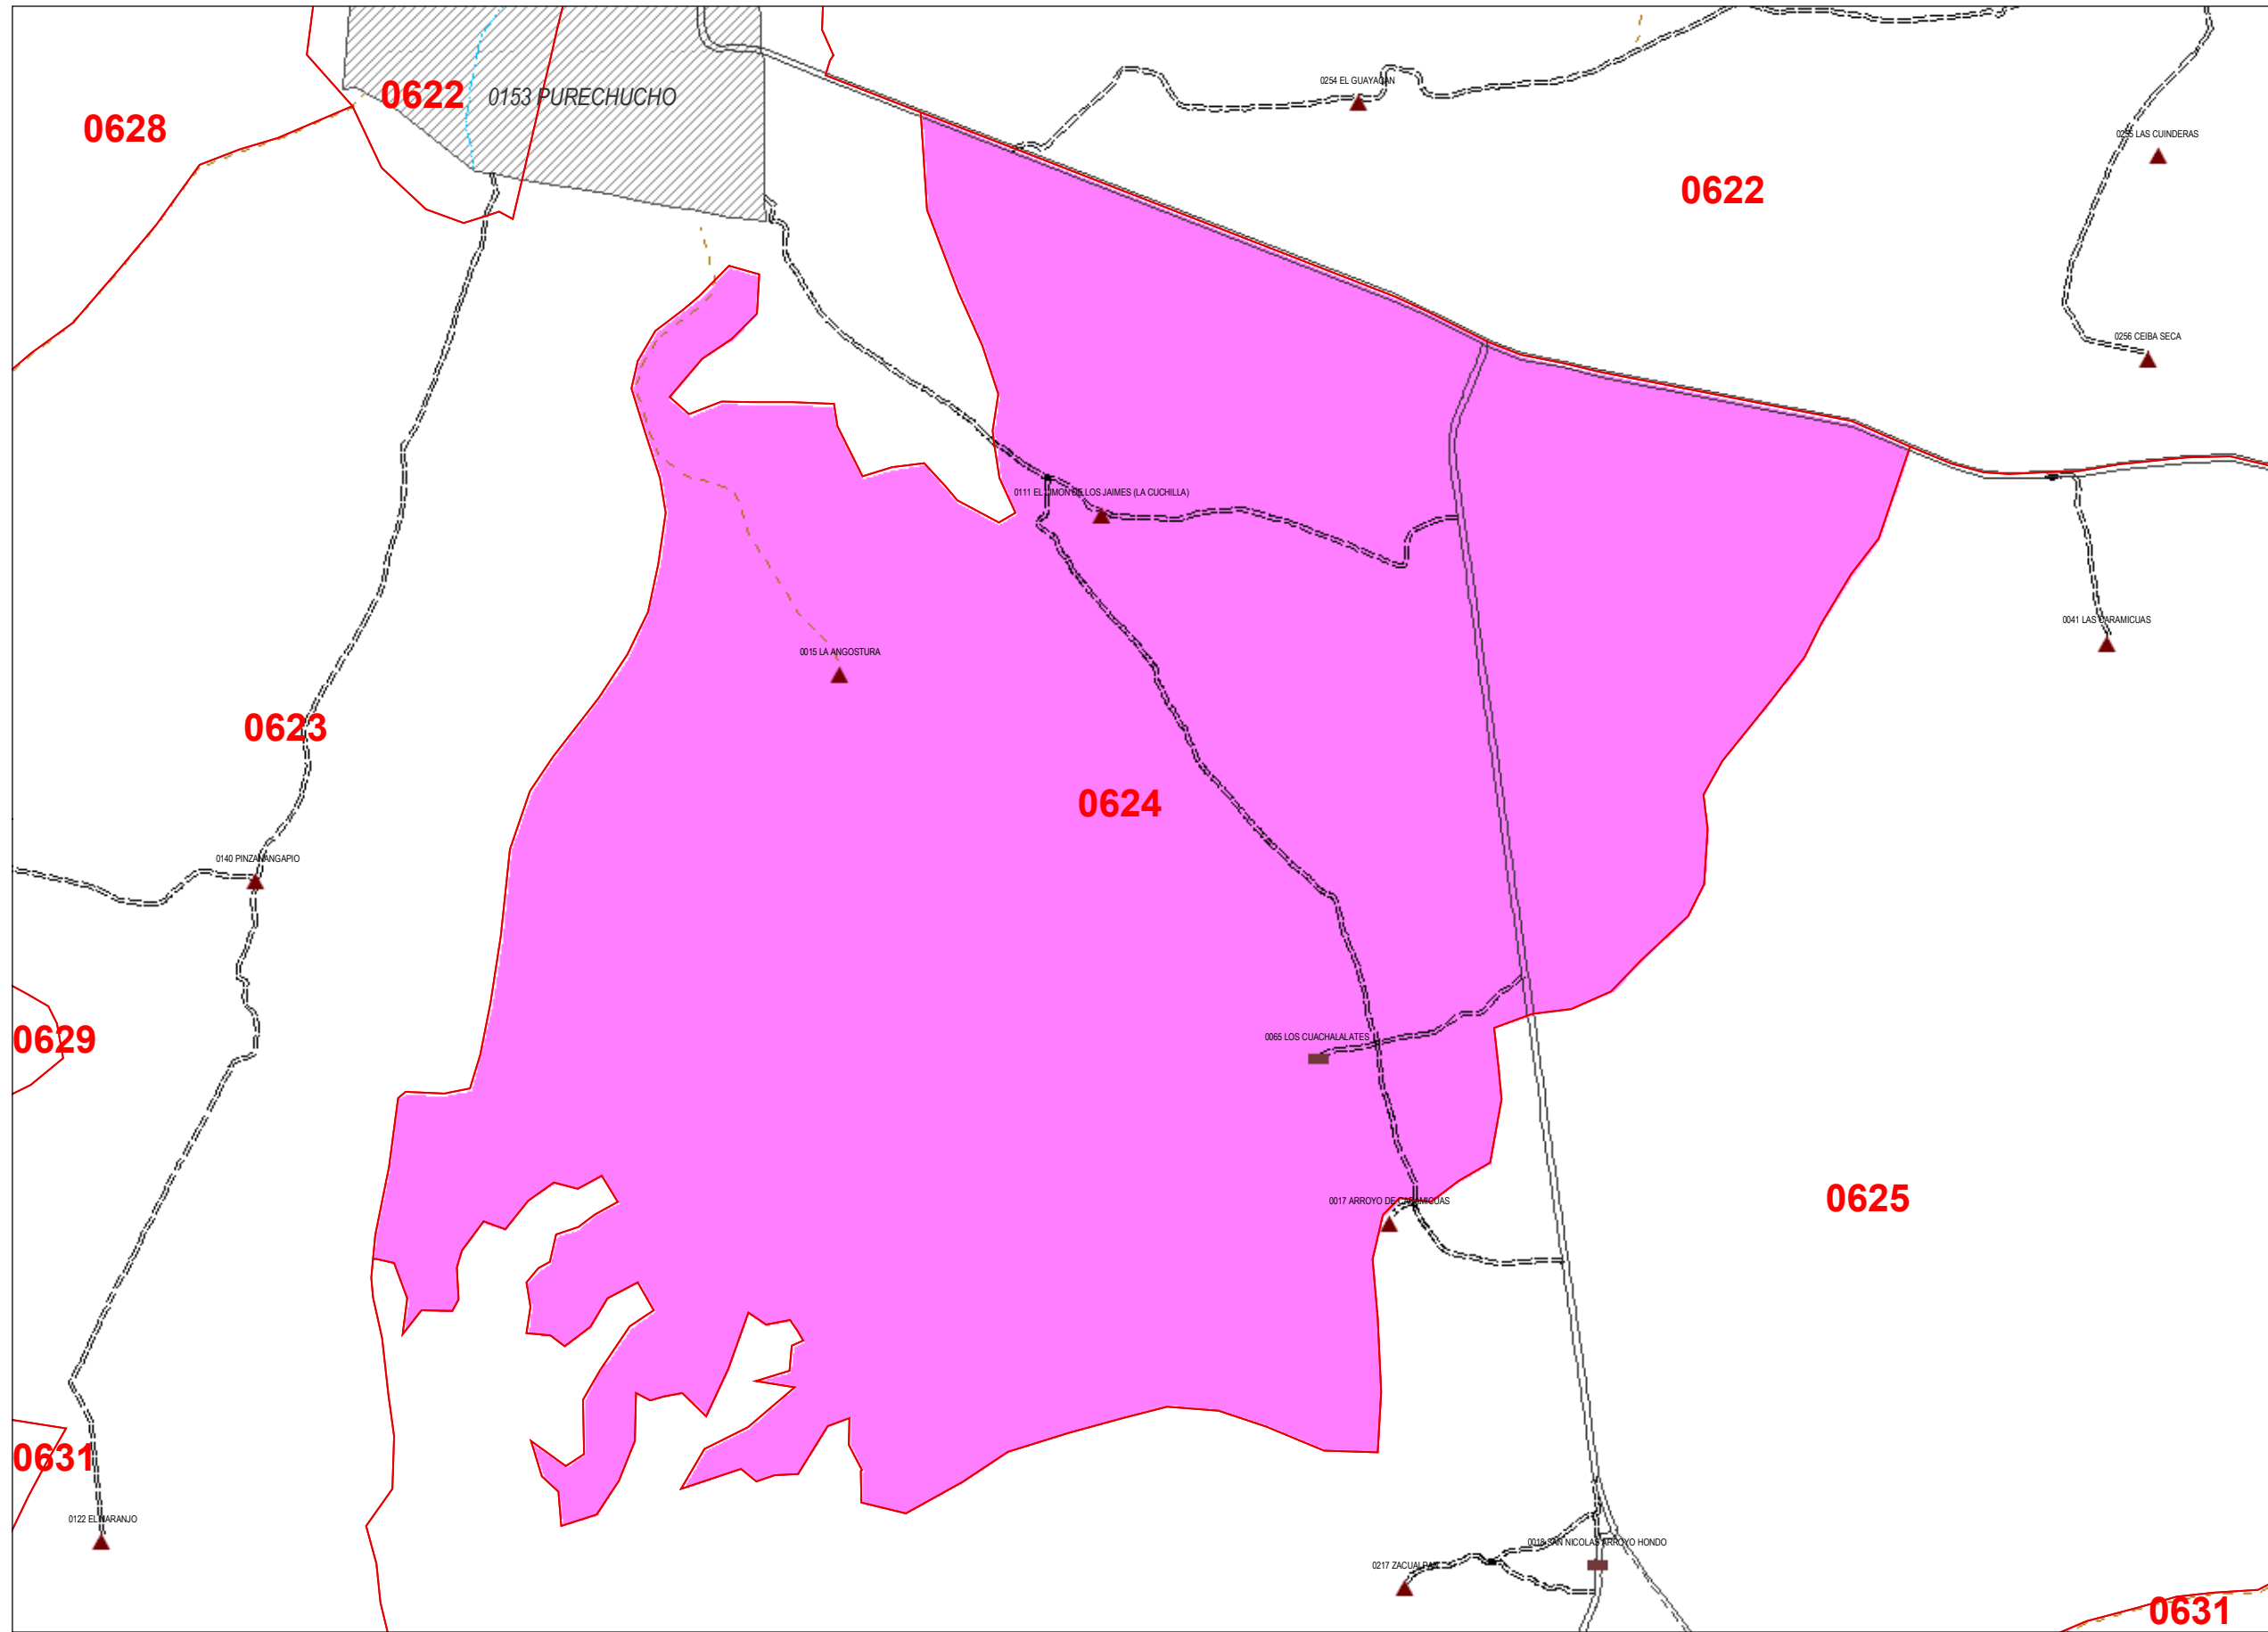 0254 EL GUAYACAN
0622
0153 PURECHUCHO
0628
0255 LAS CUINDERAS
0622
0256 CEIBA SECA
0111 EL LIMON DE LOS JAIMES (LA CUCHILLA)
0041 LAS CARAMICUAS
0015 LA ANGOSTURA
0623
0624
0140 PINZANANGAPIO
0629
0065 LOS CUACHALALATES
0017 ARROYO DE CARAMICUAS
0625
0631
0122 EL NARANJO
0018 SAN NICOLAS ARROYO HONDO
0217 ZACUALPAN
0631